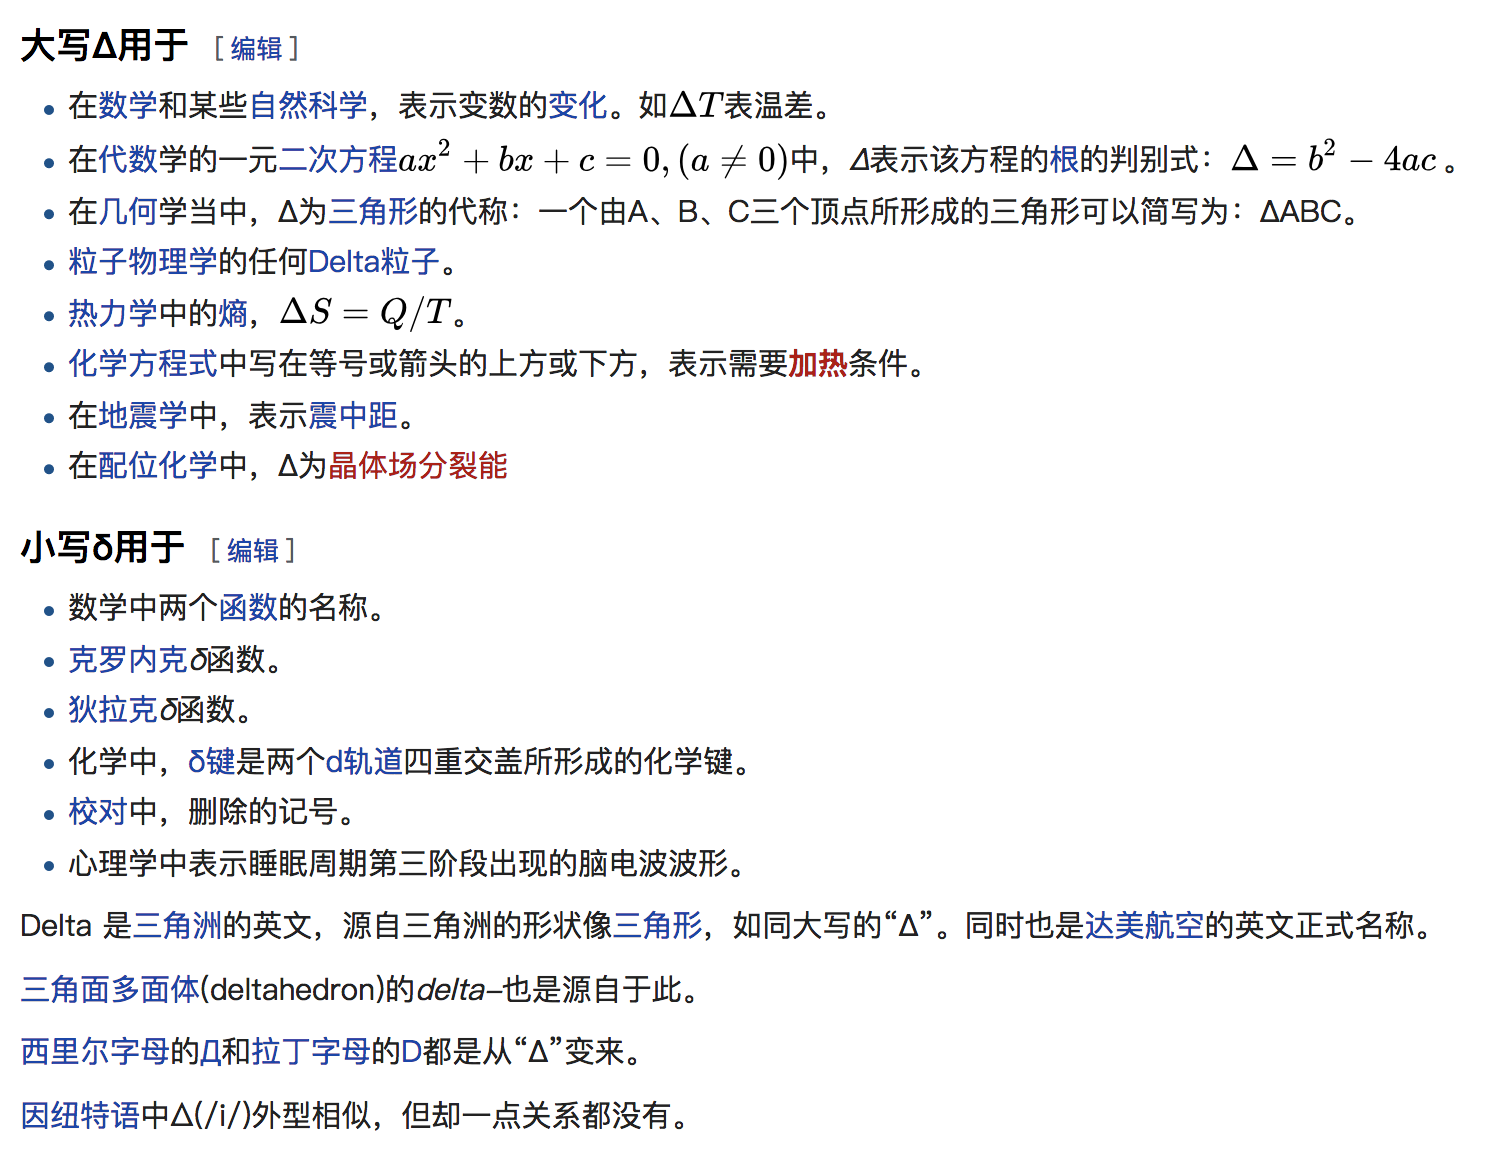 大写Δ用于 [编辑]
在数学和某些自然科学，表示变数的变化。如ΔT表温差。
在代数学的一元二次方程ax² + bx + c = 0, (a ≠ 0)中，Δ表示该方程的根的判别式：Δ = b² − 4ac。
在几何学当中，Δ为三角形的代称：一个由A、B、C三个顶点所形成的三角形可以简写为：ΔABC。
粒子物理学的任何Delta粒子。
热力学中的熵，ΔS = Q/T。
化学方程式中写在等号或箭头的上方或下方，表示需要加热条件。
在地震学中，表示震中距。
在配位化学中，Δ为晶体场分裂能
小写δ用于 [编辑]
数学中两个函数的名称。
克罗内克δ函数。
狄拉克δ函数。
化学中，δ键是两个d轨道四重交盖所形成的化学键。
校对中，删除的记号。
心理学中表示睡眠周期第三阶段出现的脑电波波形。
Delta 是三角洲的英文，源自三角洲的形状像三角形，如同大写的“Δ”。同时也是达美航空的英文正式名称。
三角面多面体(deltahedron)的delta–也是源自于此。
西里尔字母的Д和拉丁字母的D都是从“Δ”变来。
因纽特语中Δ(/i/)外型相似，但却一点关系都没有。